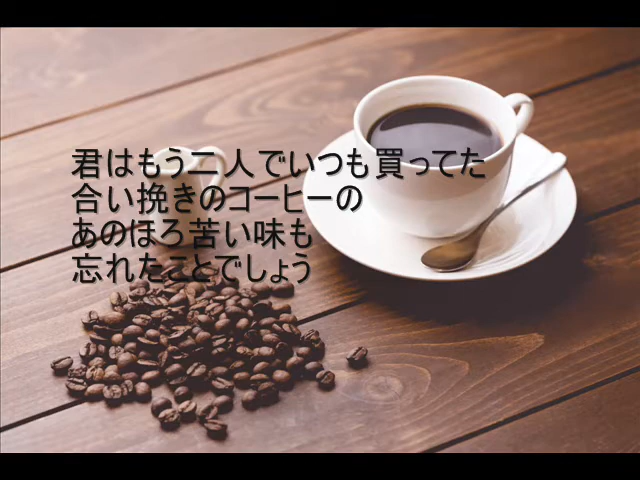 君はもう二人でいつも買ってた
合い挽きのコーヒーの
あのほろ苦い味も
忘れたことでしょう